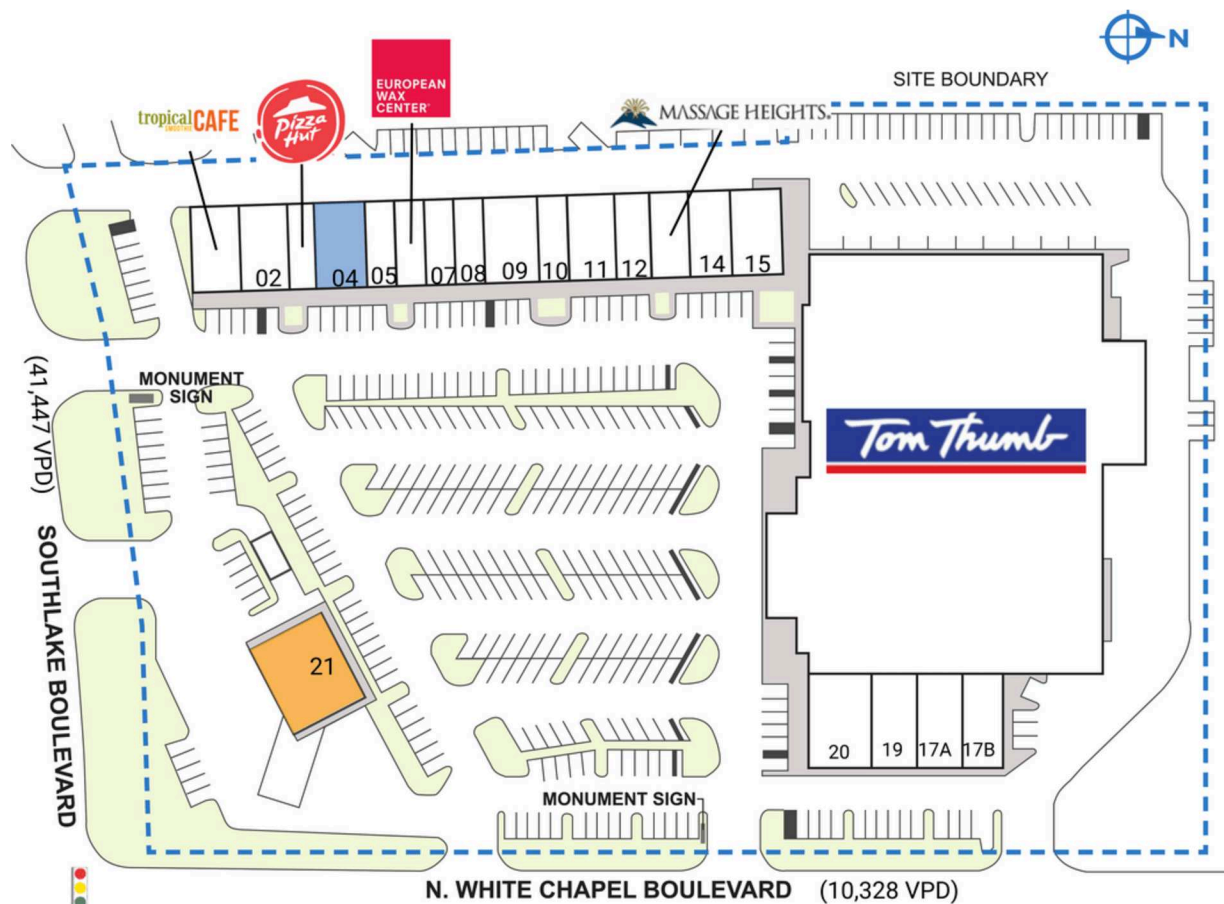 N
SITE BOUNDARY
tropical CAFE
SMOOTHIE
Pizza
Hut
EUROPEAN
WAX
CENTER
MASSAGE HEIGHTS
02
04
05
07
08
09
10
11
12
14
15
MONUMENT
SIGN
(41,447 VPD)
SOUTHLAKE BOULEVARD
Tom Thumb
21
20
19
17A
17B
MONUMENT SIGN
N. WHITE CHAPEL BOULEVARD (10,328 VPD)